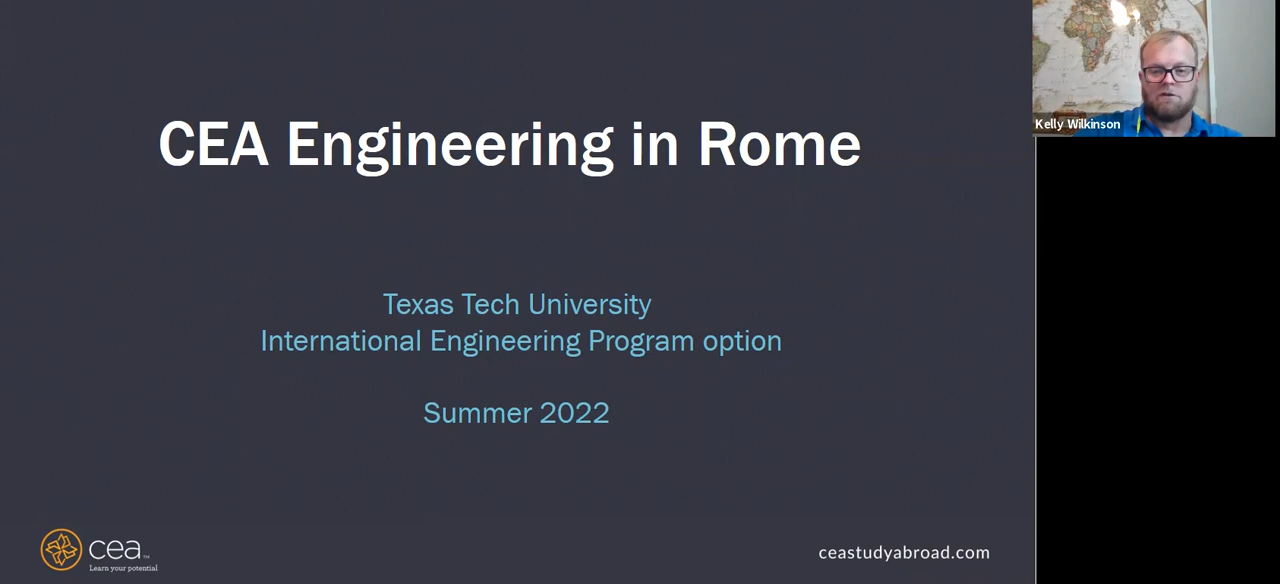 CEA Engineering in Rome
Kelly Wilkinson
Texas Tech University
International Engineering Program option
Summer 2022
cea™
Learn your potential
ceastudyabroad.com